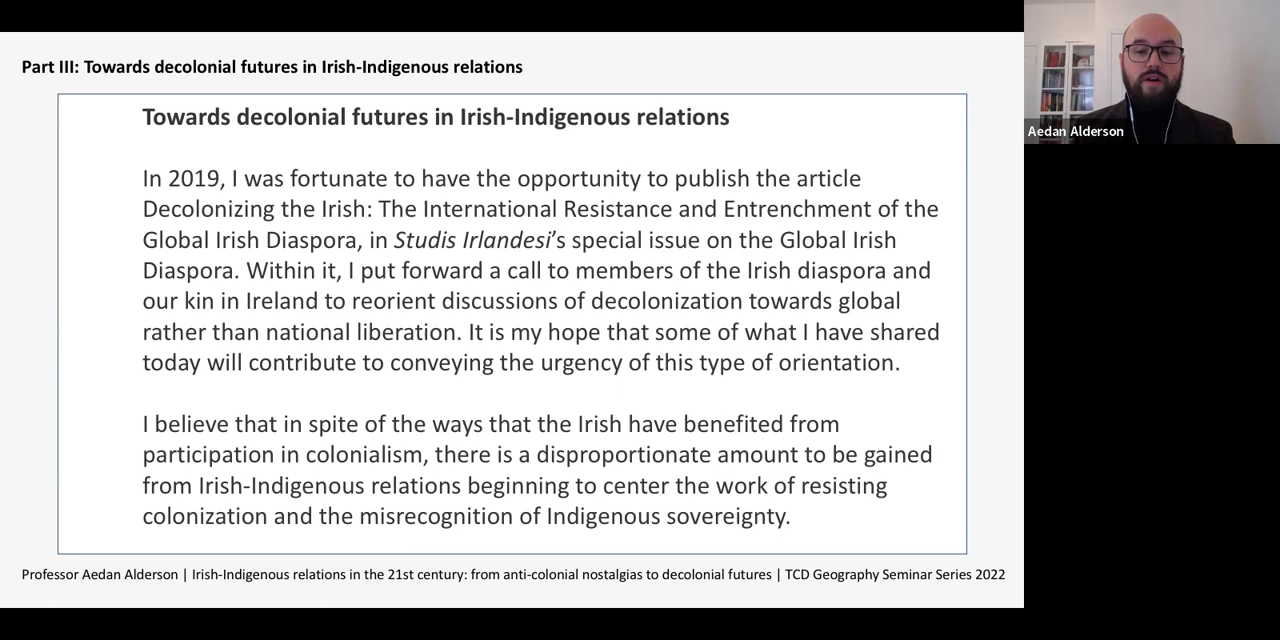 Part III: Towards decolonial futures in Irish-Indigenous relations
Towards decolonial futures in Irish-Indigenous relations
In 2019, I was fortunate to have the opportunity to publish the article
Decolonizing the Irish: The International Resistance and Entrenchment of the
Global Irish Diaspora, in Studis Irlandesi’s special issue on the Global Irish
Diaspora. Within it, I put forward a call to members of the Irish diaspora and
our kin in Ireland to reorient discussions of decolonization towards global
rather than national liberation. It is my hope that some of what I have shared
today will contribute to conveying the urgency of this type of orientation.
I believe that in spite of the ways that the Irish have benefited from
participation in colonialism, there is a disproportionate amount to be gained
from Irish-Indigenous relations beginning to center the work of resisting
colonization and the misrecognition of Indigenous sovereignty.
Professor Aedan Alderson | Irish-Indigenous relations in the 21st century: from anti-colonial nostalgias to decolonial futures | TCD Geography Seminar Series 2022
Aedan Alderson